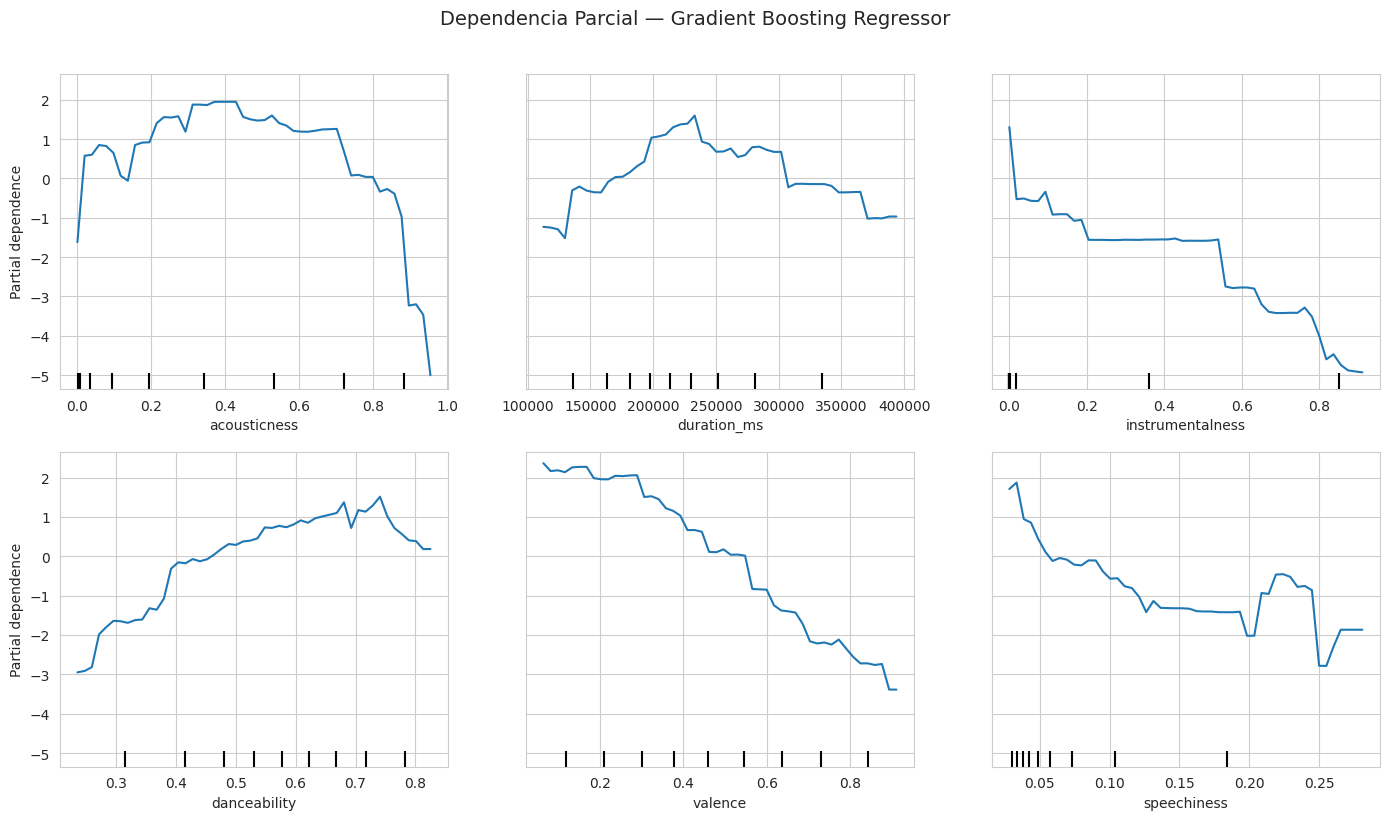 Dependencia Parcial — Gradient Boosting Regressor
Partial dependence
2
1
0
−1
−2
−3
−4
−5
0.0 0.2 0.4 0.6 0.8 1.0
acousticness
100000 150000 200000 250000 300000 350000 400000
duration_ms
0.0 0.2 0.4 0.6 0.8
instrumentalness
Partial dependence
2
1
0
−1
−2
−3
−4
−5
0.3 0.4 0.5 0.6 0.7 0.8
danceability
0.2 0.4 0.6 0.8
valence
0.05 0.10 0.15 0.20 0.25
speechiness